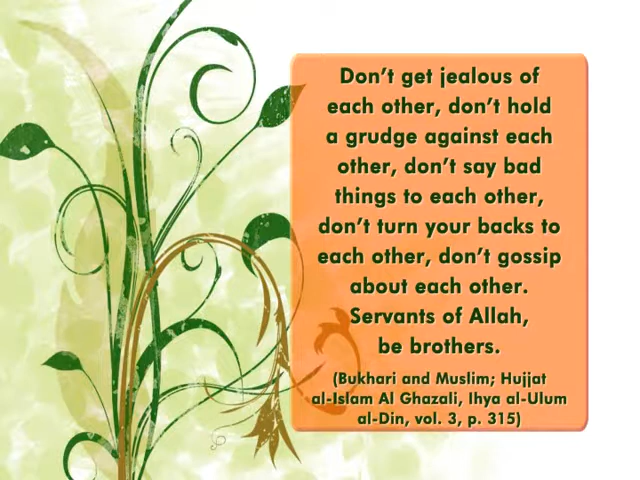 Don't get jealous of
each other, don't hold
a grudge against each
other, don't say bad
things to each other,
don't turn your backs to
each other, don't gossip
about each other.
Servants of Allah,
be brothers.
(Bukhari and Muslim; Hujjat
al-Islam Al Ghazali, Ihya al-Ulum
al-Din, vol. 3, p. 315)